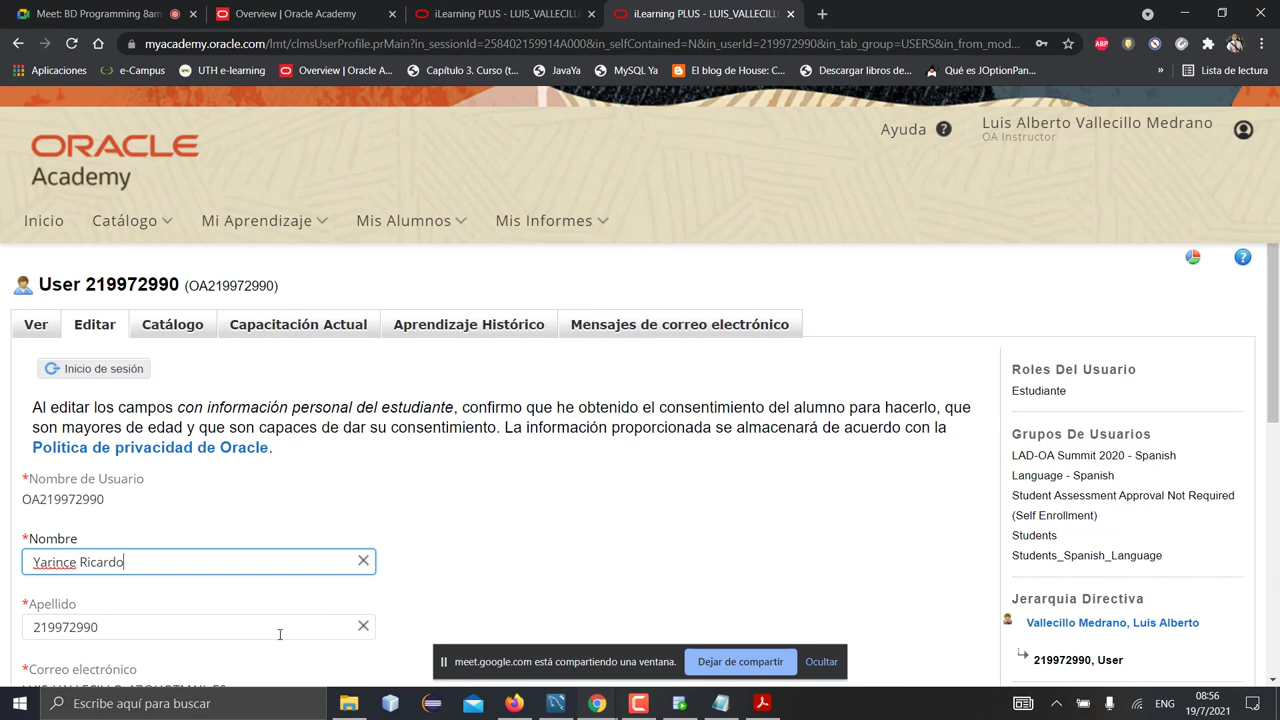 Meet: BD Programming 8am
Overview | Oracle Academy
iLearning PLUS - LUIS_VALLECILL
iLearning PLUS - LUIS_VALLECILL
myacademy.oracle.com/lmt/clmsUserProfile.prMain?in_sessionId=258402159014A000&in_selfContained=N&in_userId=219972990&in_tab_group=USERS&in_from_mod...
Aplicaciones
e-Campus
UTH e-learning
Overview | Oracle A...
Capítulo 3. Curso (t...
JavaYa
MySQL Ya
El blog de House: C...
Descargar libros de...
Qué es JOptionPan...
»
Lista de lectura
ORACLE
Academy
Ayuda ?
Luis Alberto Vallecillo Medrano
OA Instructor
Inicio
Catálogo
Mi Aprendizaje
Mis Alumnos
Mis Informes
User 219972990 (OA219972990)
Ver
Editar
Catálogo
Capacitación Actual
Aprendizaje Histórico
Mensajes de correo electrónico
Inicio de sesión
Al editar los campos con información personal del estudiante, confirmo que he obtenido el consentimiento del alumno para hacerlo, que
son mayores de edad y que son capaces de dar su consentimiento. La información proporcionada se almacenará de acuerdo con la
Política de privacidad de Oracle.
*Nombre de Usuario
OA219972990
*Nombre
Yarince Ricardo
*Apellido
219972990
*Correo electrónico
Roles Del Usuario
Estudiante
Grupos De Usuarios
LAD-OA Summit 2020 - Spanish
Language - Spanish
Student Assessment Approval Not Required
(Self Enrollment)
Students
Students_Spanish_Language
Jerarquia Directiva
Vallecillo Medrano, Luis Alberto
219972990, User
meet.google.com está compartiendo una ventana.
Dejar de compartir
Ocultar
Escribe aquí para buscar
ENG
08:56
19/7/2021